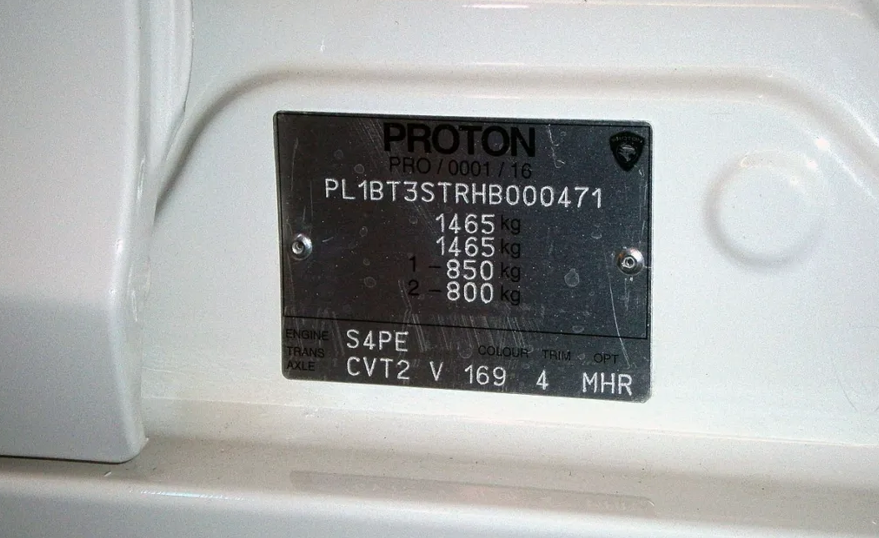 PROTON
PRO / 0001 / 16
PL1BT3STRHB000471
1465 kg
1465 kg
1 - 850 kg
2 - 800 kg
ENGINE S4PE
TRANS AXLE CVT2 V COLOUR 169 TRIM 4 OPT MHR